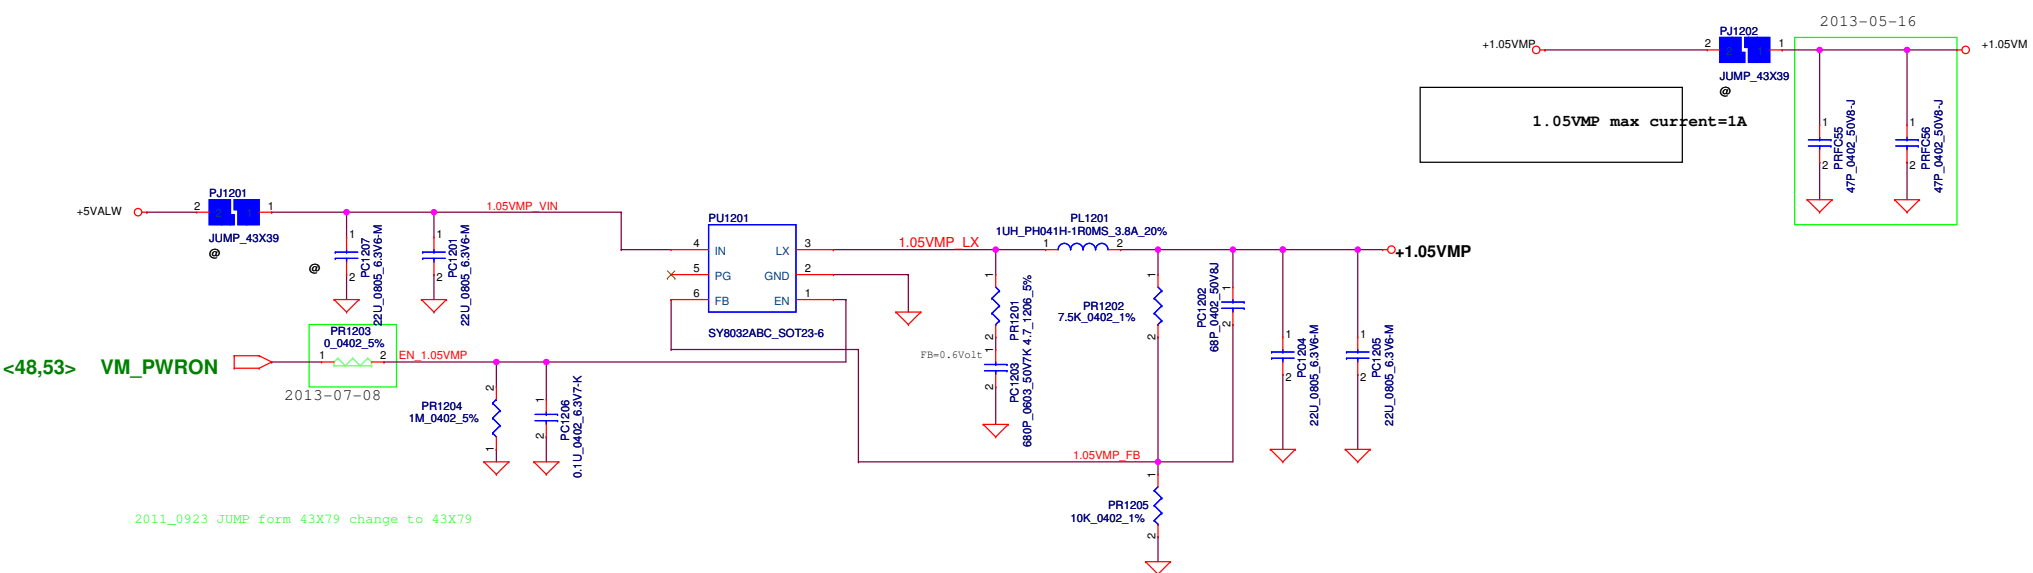 2013-05-16
PJ1202
+1.05VMP
2
2 1
1
+1.05VM
JUMP_43X39
@
1.05VMP max current=1A
1
2
PRFC55
47P_0402_50V8-J
1
2
PRFC56
47P_0402_50V8-J
PJ1201
+5VALW
2
2 1
1
1.05VMP_VIN
JUMP_43X39
@
@
1
2
PC1207
22U_0805_6.3V6-M
1
2
PC1201
22U_0805_6.3V6-M
PU1201
4 IN
5 PG
6 FB
LX 3
GND 2
EN 1
SY8032ABC_SOT23-6
1.05VMP_LX
PL1201
1UH_PH041H-1R0MS_3.8A_20%
1 2
+1.05VMP
1
2
PR1201
4.7_1206_5%
1
2
PC1203
680P_0603_50V7K
FB=0.6Volt
1
2
PR1202
7.5K_0402_1%
1
2
PC1202
68P_0402_50V8J
1
2
PC1204
22U_0805_6.3V6-M
1
2
PC1205
22U_0805_6.3V6-M
PR1203
0_0402_5%
<48,53> VM_PWRON
1 2
EN_1.05VMP
2013-07-08
2
PR1204
1M_0402_5%
1
1
2
PC1206
0.1U_0402_6.3V7-K
1.05VMP_FB
1
PR1205
10K_0402_1%
2
2011_0923 JUMP form 43X79 change to 43X79